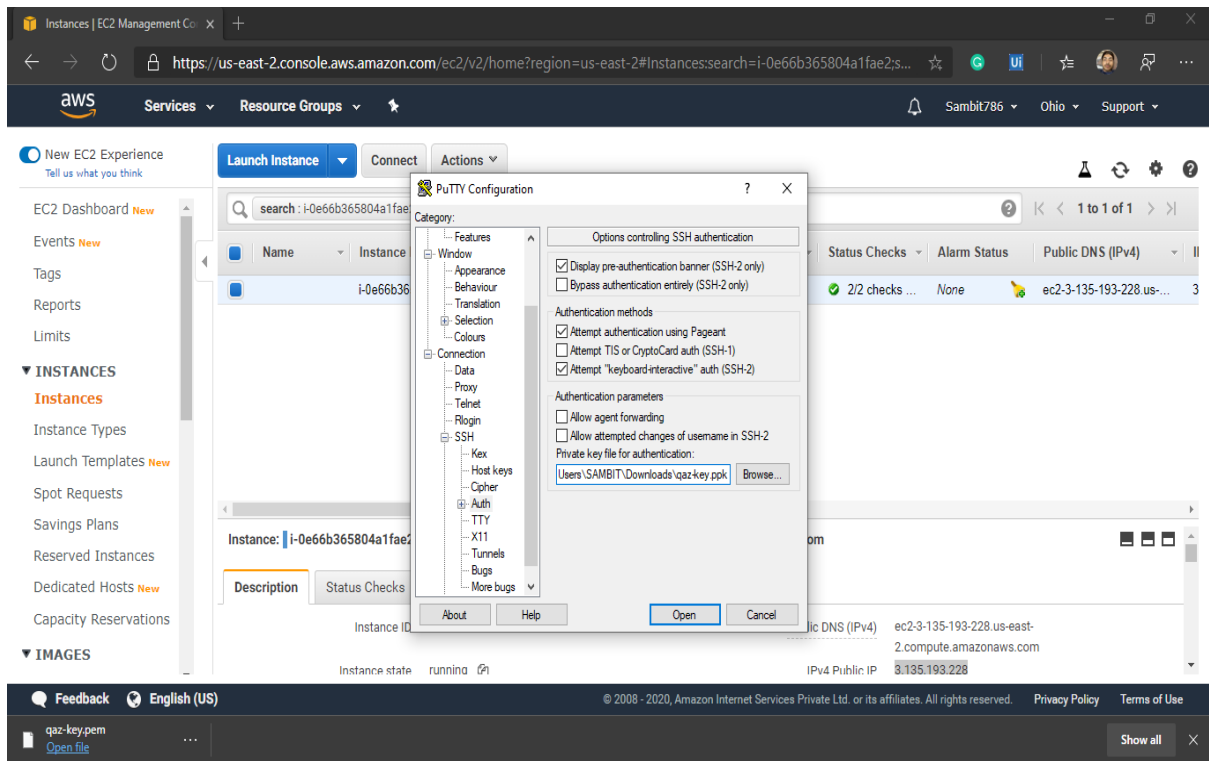 Instances | EC2 Management Co
https://us-east-2.console.aws.amazon.com/ec2/v2/home?region=us-east-2#Instances:search=i-0e66b365804a1fae2;s...
aws Services Resource Groups Sambit786 Ohio Support
New EC2 Experience
Tell us what you think
EC2 Dashboard New
Events New
Tags
Reports
Limits
INSTANCES
Instances
Instance Types
Launch Templates New
Spot Requests
Savings Plans
Reserved Instances
Dedicated Hosts New
Capacity Reservations
IMAGES
Launch Instance Connect Actions
search : i-0e66b365804a1fae 1 to 1 of 1
Name Instance Status Checks Alarm Status Public DNS (IPv4)
i-0e66b36 2/2 checks ... None ec2-3-135-193-228.us-... 3
PuTTY Configuration ? X
Category:
Features
Window
Appearance
Behaviour
Translation
Selection
Colours
Connection
Data
Proxy
Telnet
Rlogin
SSH
Kex
Host keys
Cipher
Auth
TTY
X11
Tunnels
Bugs
More bugs
Options controlling SSH authentication
Display pre-authentication banner (SSH-2 only)
Bypass authentication entirely (SSH-2 only)
Authentication methods
Attempt authentication using Pageant
Attempt TIS or CryptoCard auth (SSH-1)
Attempt "keyboard-interactive" auth (SSH-2)
Authentication parameters
Allow agent forwarding
Allow attempted changes of username in SSH-2
Private key file for authentication:
Users\SAMBIT\Downloads\qaz-key.ppk Browse...
About Help Open Cancel
Instance: i-0e66b365804a1fae2 om
Description Status Checks
Instance ID lic DNS (IPv4) ec2-3-135-193-228.us-east-
2.compute.amazonaws.com
Instance state running IPv4 Public IP 3.135.193.228
Feedback English (US) © 2008 - 2020, Amazon Internet Services Private Ltd. or its affiliates. All rights reserved. Privacy Policy Terms of Use
qaz-key.pem
Open file
... Show all